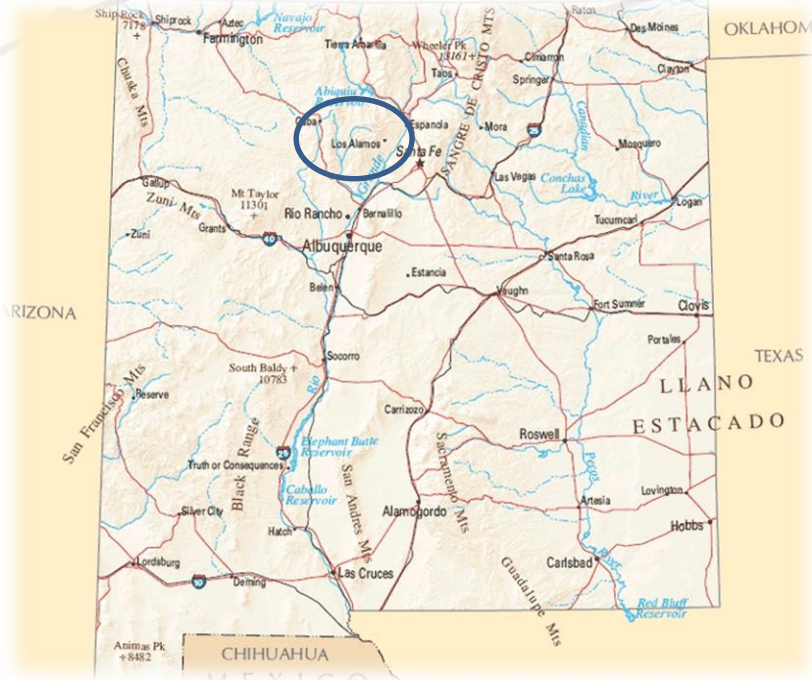 Ship Rock
7178
+
Shiprock
Aztec
Farmington
Navajo
Reservoir
Tierra Amarilla
Wheeler Pk
13161+
Taos
Raton
Des Moines
OKLAHOM
Cimarron
Springer
Clayton
Chuska Mts
Abiquiu
Reservoir
SANGRE DE CRISTO MTS
Cuba
Espanola
Mora
25
Canadian
Los Alamos
Santa Fe
Mosquero
Gallup
Grande
Las Vegas
Conchas
Lake
River
Logan
Zuni Mts
Mt Taylor
11301
+
Rio Rancho
Bernalillo
Tucumcari
Zuni
Grants
40
Albuquerque
Santa Rosa
Estancia
Belen
Vaughn
Fort Sumner
Clovis
ARIZONA
Portales
TEXAS
Socorro
South Baldy +
10783
LLANO
ESTACADO
San Francisco Mts
Reserve
Rio
Carrizozo
Roswell
Black Range
25
Elephant Butte
Reservoir
Truth or Consequences
Sacramento Mts
Pecos
San Andres Mts
Caballo
Reservoir
Artesia
Lovington
Silver City
Alamogordo
Hobbs
Hatch
Lordsburg
10
Deming
Las Cruces
Guadalupe Mts
Carlsbad
River
Red Bluff
Reservoir
Animas Pk
+8482
CHIHUAHUA
MEXICO